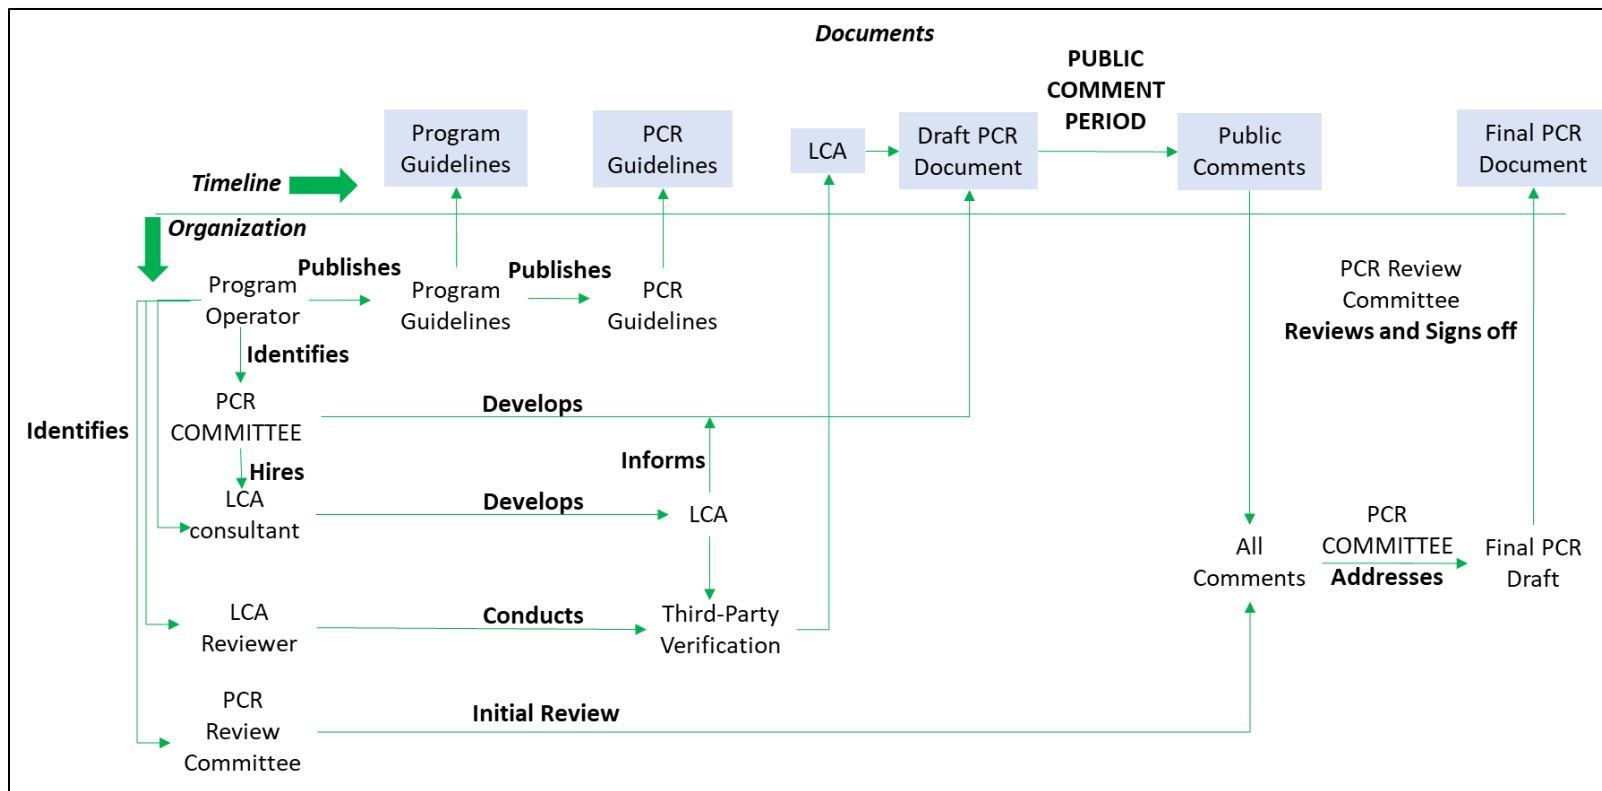 Documents
PUBLIC
COMMENT
PERIOD
Program
Guidelines
PCR
Guidelines
LCA
Draft PCR
Document
Public
Comments
Final PCR
Document
Timeline
Organization
Publishes
Publishes
Program
Operator
Program
Guidelines
PCR
Guidelines
PCR Review
Committee
Reviews and Signs off
Identifies
Identifies
PCR
COMMITTEE
Develops
Informs
Hires
LCA
consultant
Develops
LCA
All
Comments
PCR
COMMITTEE
Addresses
Final PCR
Draft
LCA
Reviewer
Conducts
Third-Party
Verification
PCR
Review
Committee
Initial Review